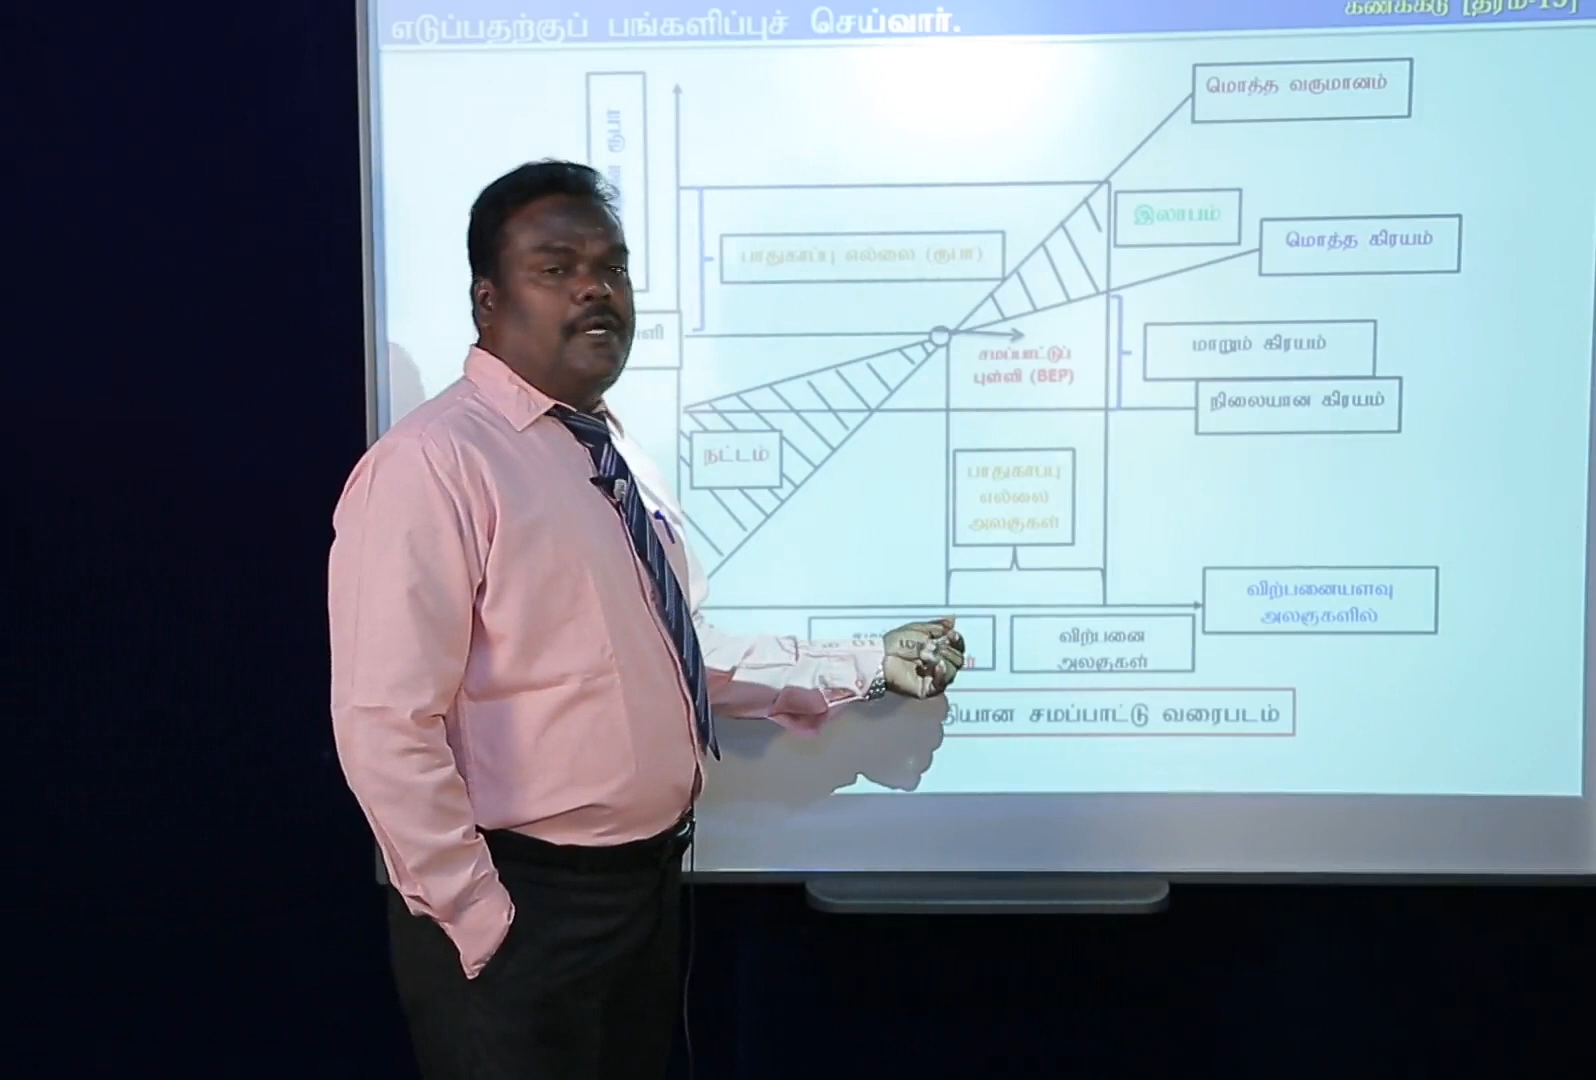 எடுப்பதற்குப் பங்களிப்புச் செய்வார்.
மொத்த வருமானம்
ரூபா
இலாபம்
மொத்த கிரயம்
பாதுகாப்பு எல்லை (ரூபா)
மாறும் கிரயம்
சமப்பாட்டுப்
புள்ளி (BEP)
நிலையான கிரயம்
நட்டம்
பாதுகாப்பு
எல்லை
அலகுகள்
விற்பனையளவு
அலகுகளில்
விற்பனை
அலகுகள்
சமப்பாட்டு வரைபடம்